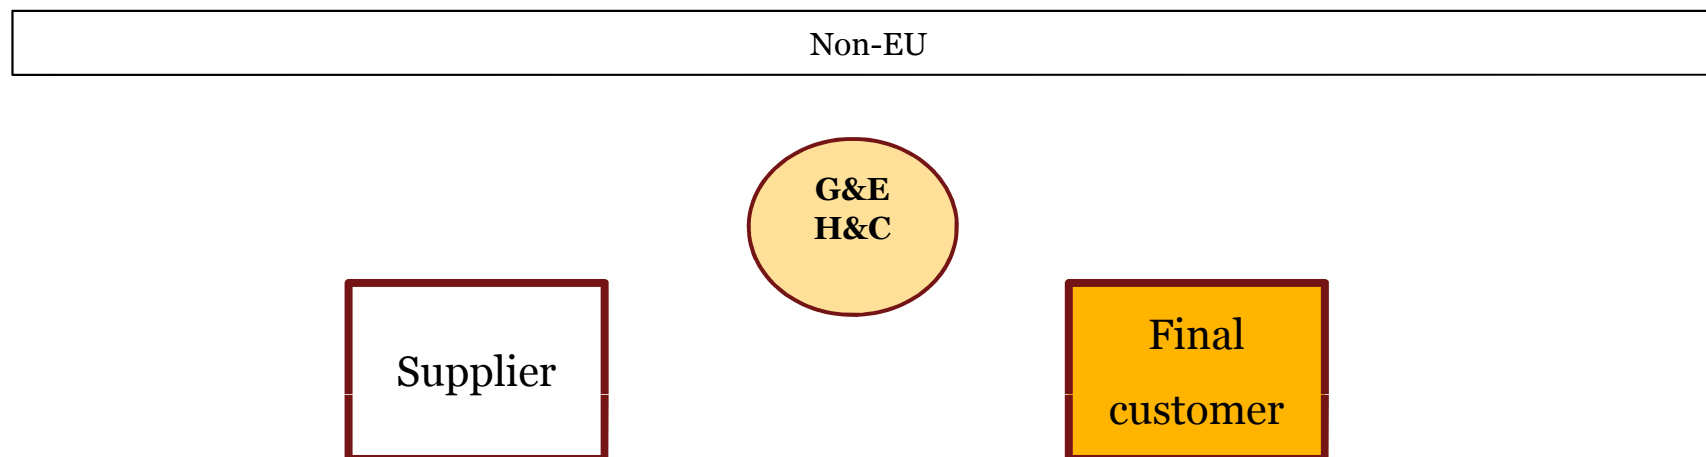 Non-EU
G&E
H&C
Supplier
Final
customer